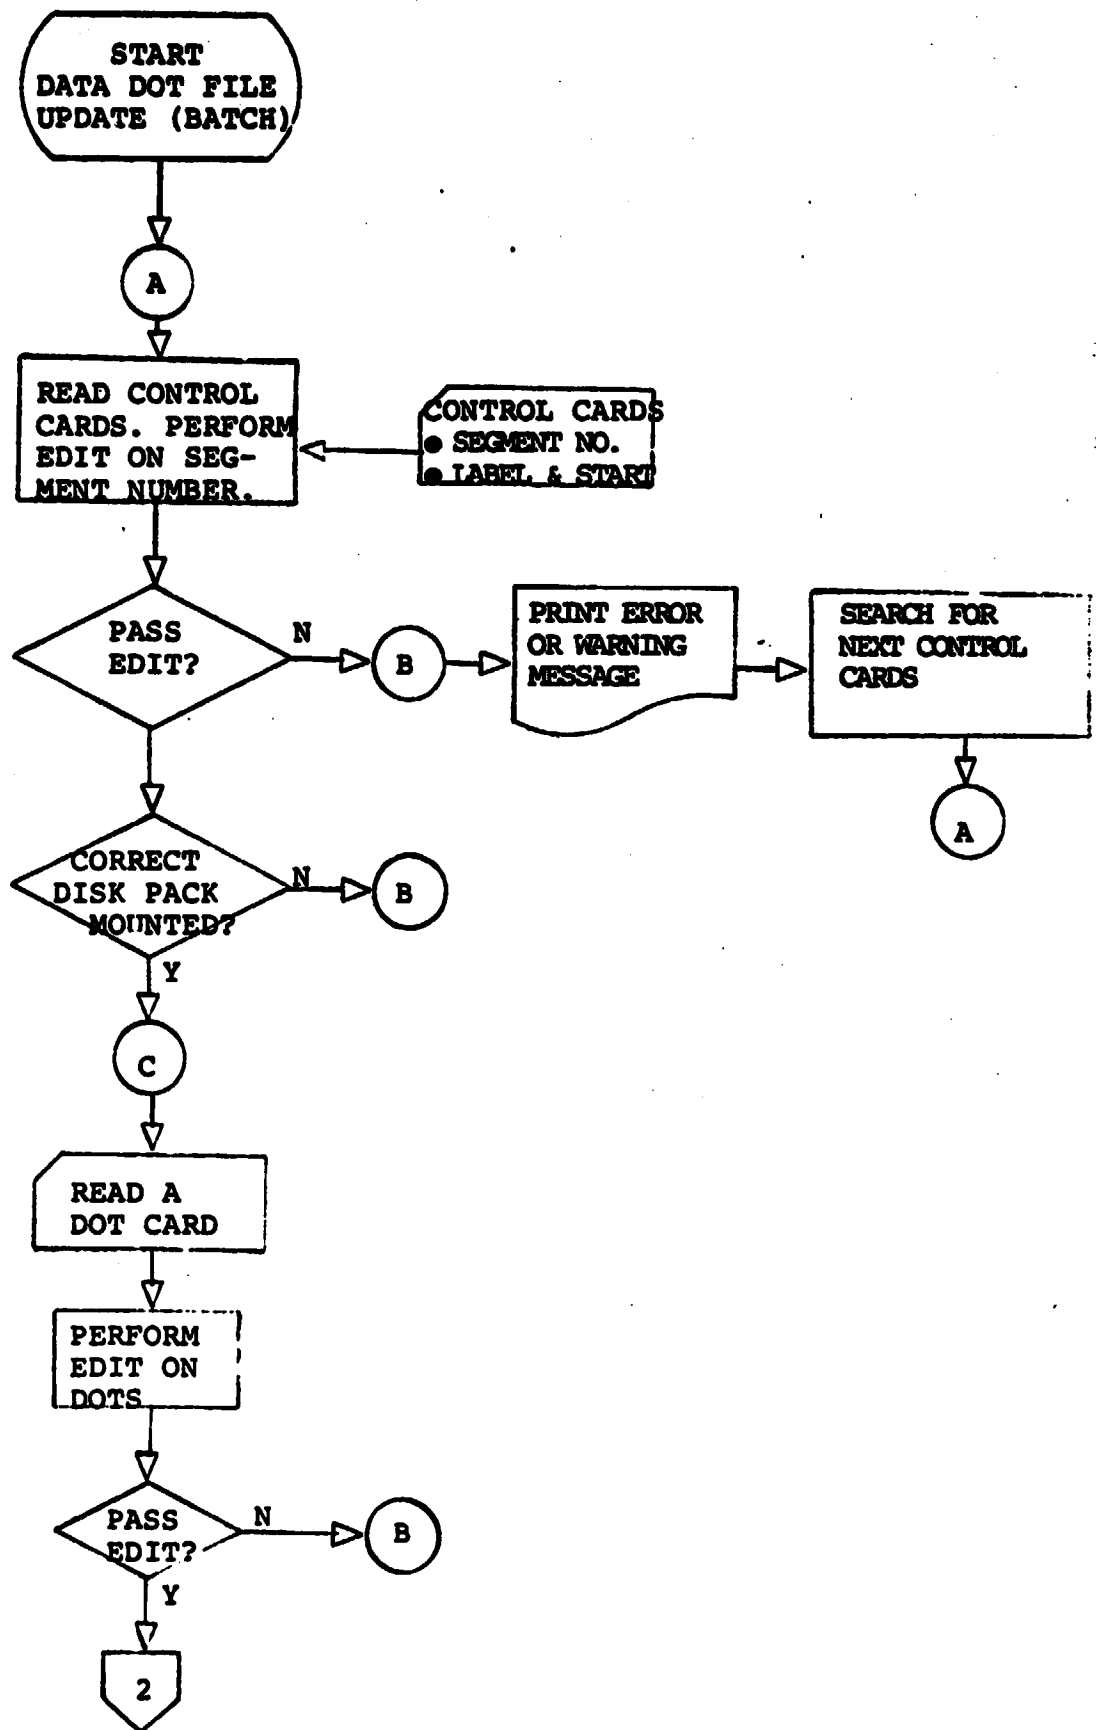 START
DATA DOT FILE
UPDATE (BATCH)
A
READ CONTROL
CARDS. PERFORM
EDIT ON SEG-
MENT NUMBER.
CONTROL CARDS
● SEGMENT NO.
● LABEL & START
PASS
EDIT?
N
B
PRINT ERROR
OR WARNING
MESSAGE
SEARCH FOR
NEXT CONTROL
CARDS
A
CORRECT
DISK PACK
MOUNTED?
N
B
Y
C
READ A
DOT CARD
PERFORM
EDIT ON
DOTS
PASS
EDIT?
N
B
Y
2